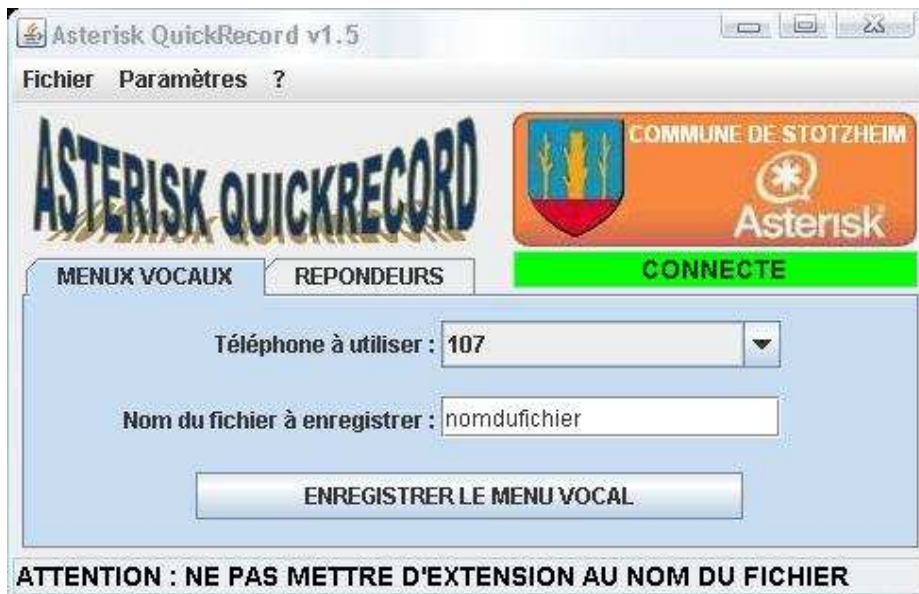 Asterisk QuickRecord v1.5
Fichier Paramètres ?
ASTERISK QUICKRECORD
COMMUNE DE STOTZHEIM
Asterisk
CONNECTE
MENUX VOCAUX REPONDEURS
Téléphone à utiliser : 107
Nom du fichier à enregistrer : nomdufichier
ENREGISTRER LE MENU VOCAL
ATTENTION : NE PAS METTRE D'EXTENSION AU NOM DU FICHIER